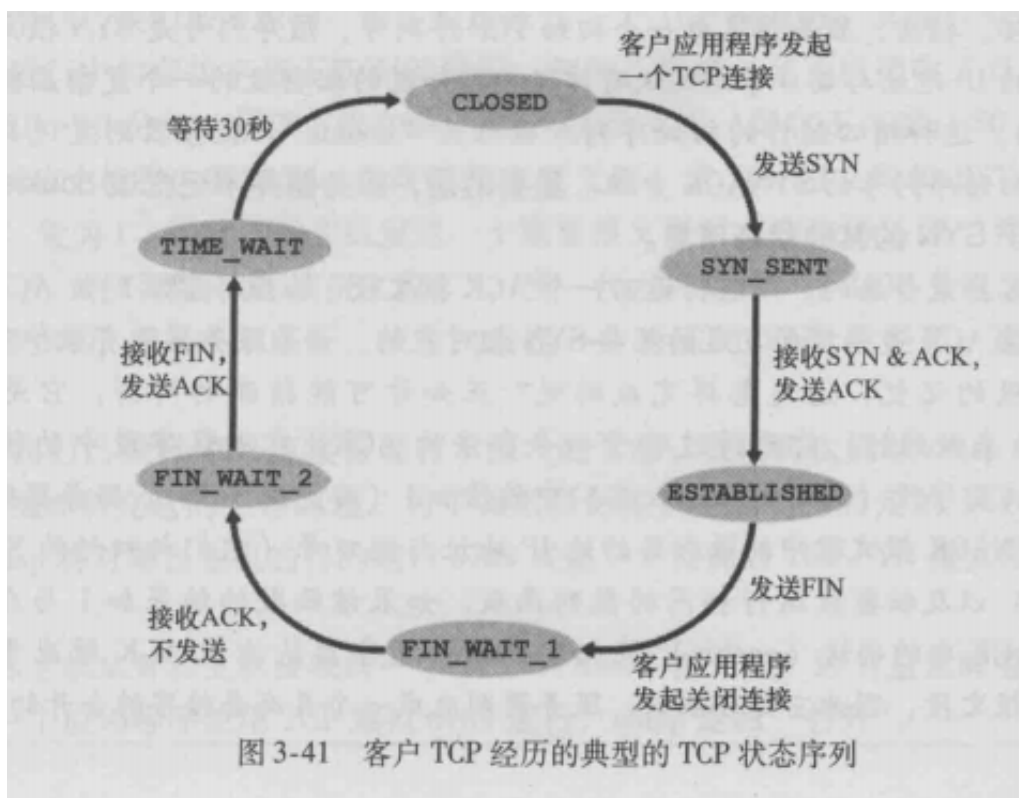 客户应用程序发起
一个TCP连接
CLOSED
等待30秒
发送SYN
TIME_WAIT
SYN_SENT
接收FIN,
发送ACK
接收SYN & ACK,
发送ACK
FIN_WAIT_2
ESTABLISHED
发送FIN
接收ACK,
不发送
FIN_WAIT_1
客户应用程序
发起关闭连接
图 3-41 客户 TCP 经历的典型的 TCP 状态序列